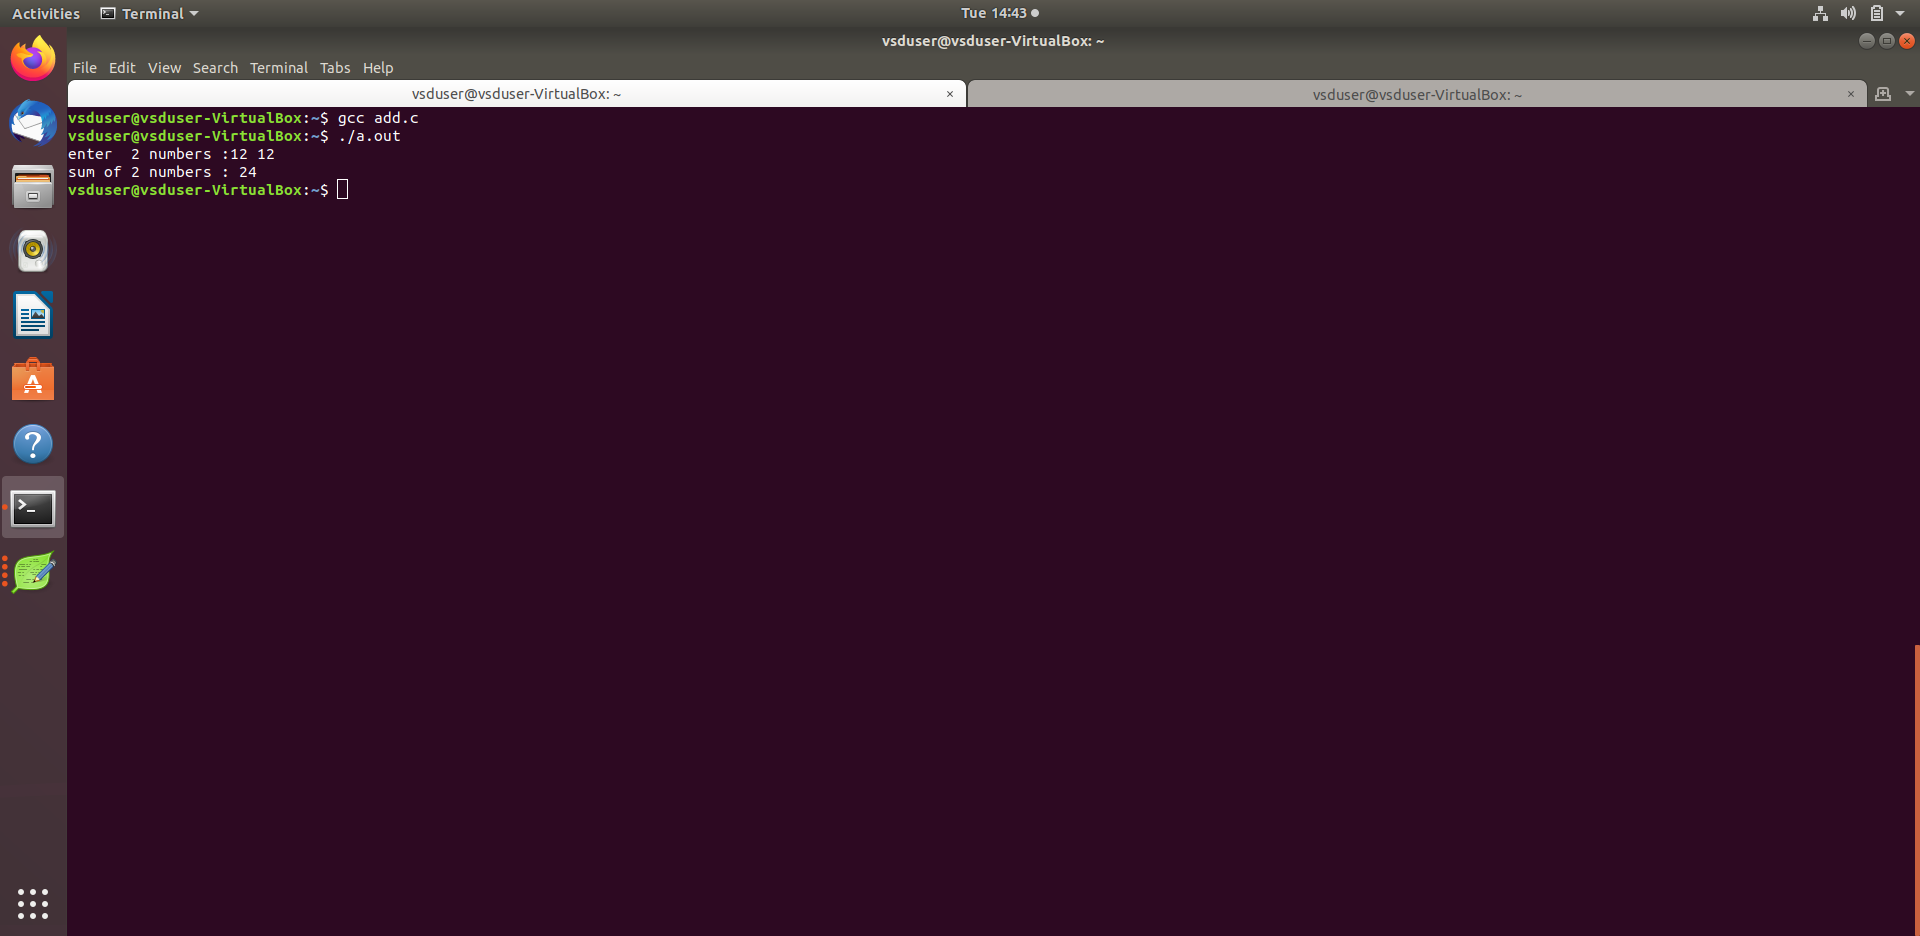 Activities Terminal Tue 14:43
vsduser@vsduser-VirtualBox: ~
File Edit View Search Terminal Tabs Help
vsduser@vsduser-VirtualBox: ~ × vsduser@vsduser-VirtualBox: ~ ×
vsduser@vsduser-VirtualBox:~$ gcc add.c
vsduser@vsduser-VirtualBox:~$ ./a.out
enter  2 numbers :12 12
sum of 2 numbers : 24
vsduser@vsduser-VirtualBox:~$